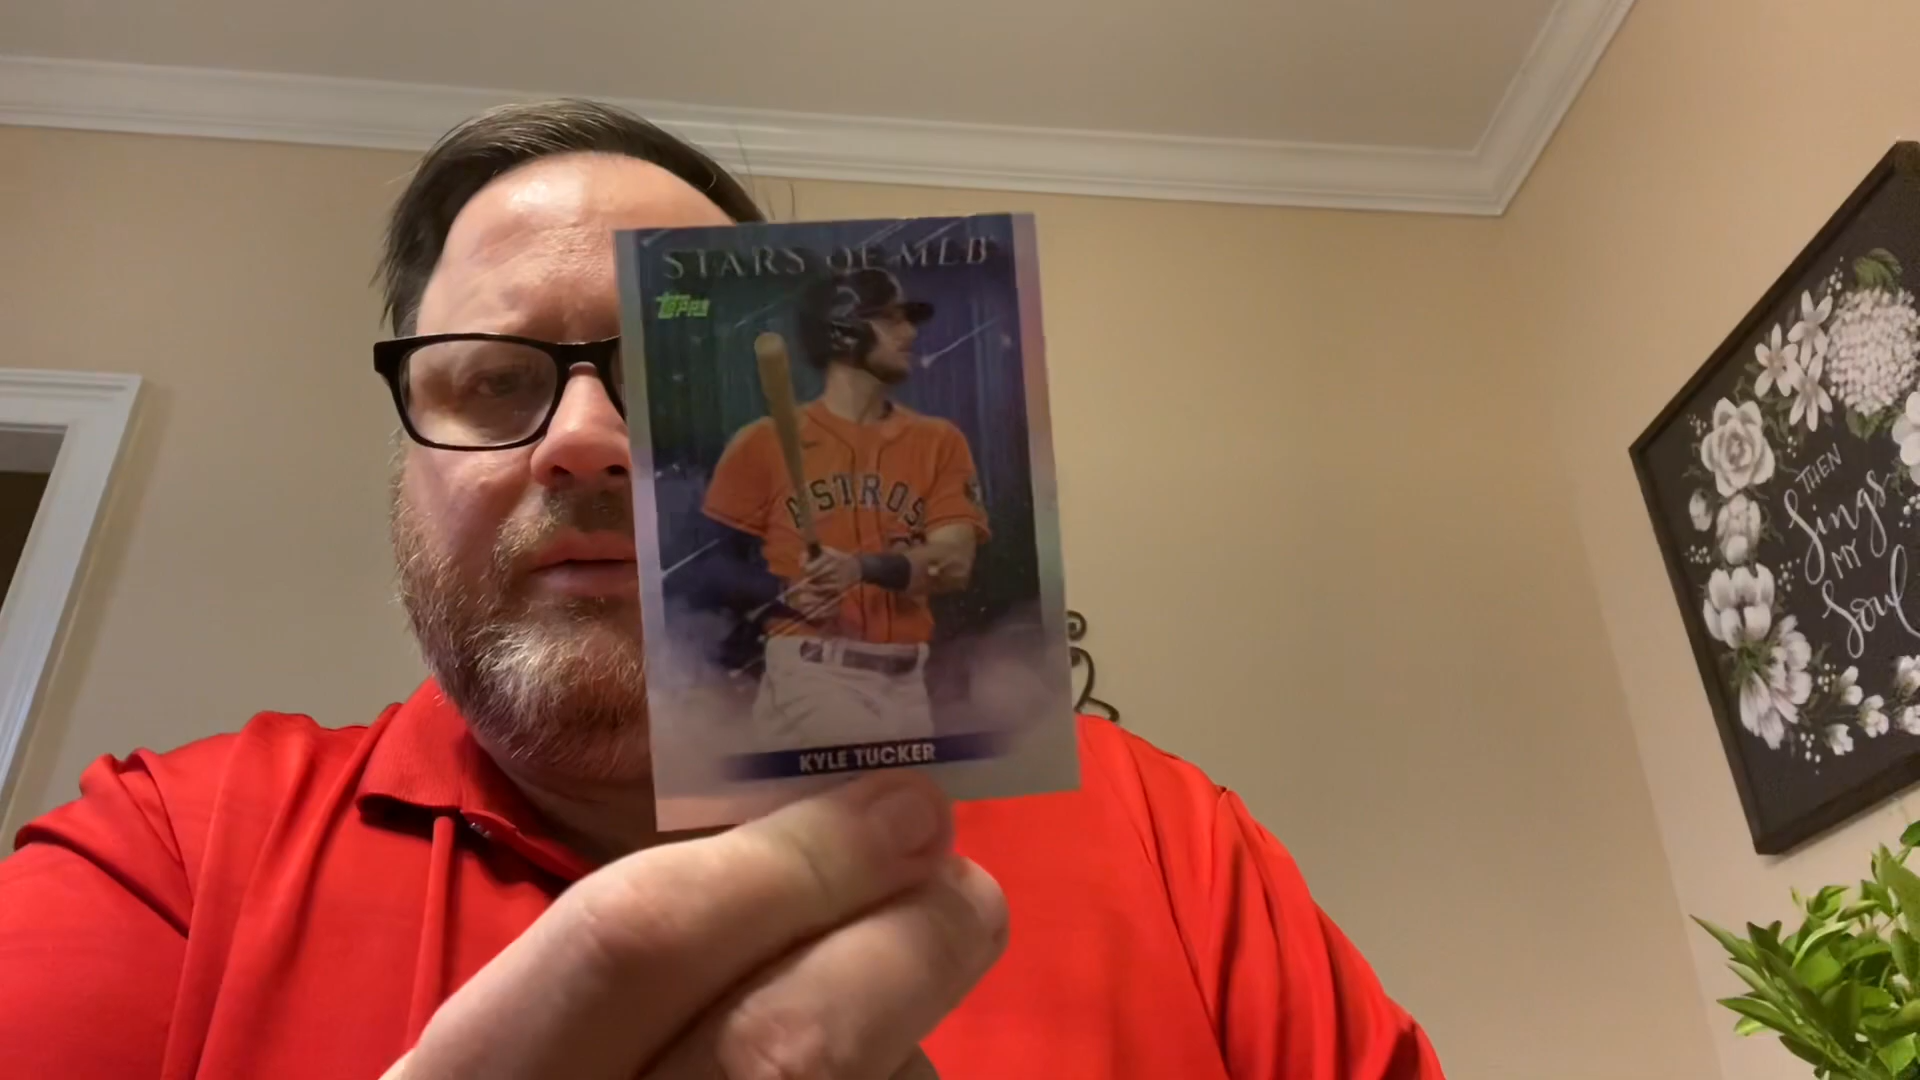 STARS OF MLB
TOPPS
ASTROS
KYLE TUCKER
THEN
Sings
MY
Soul